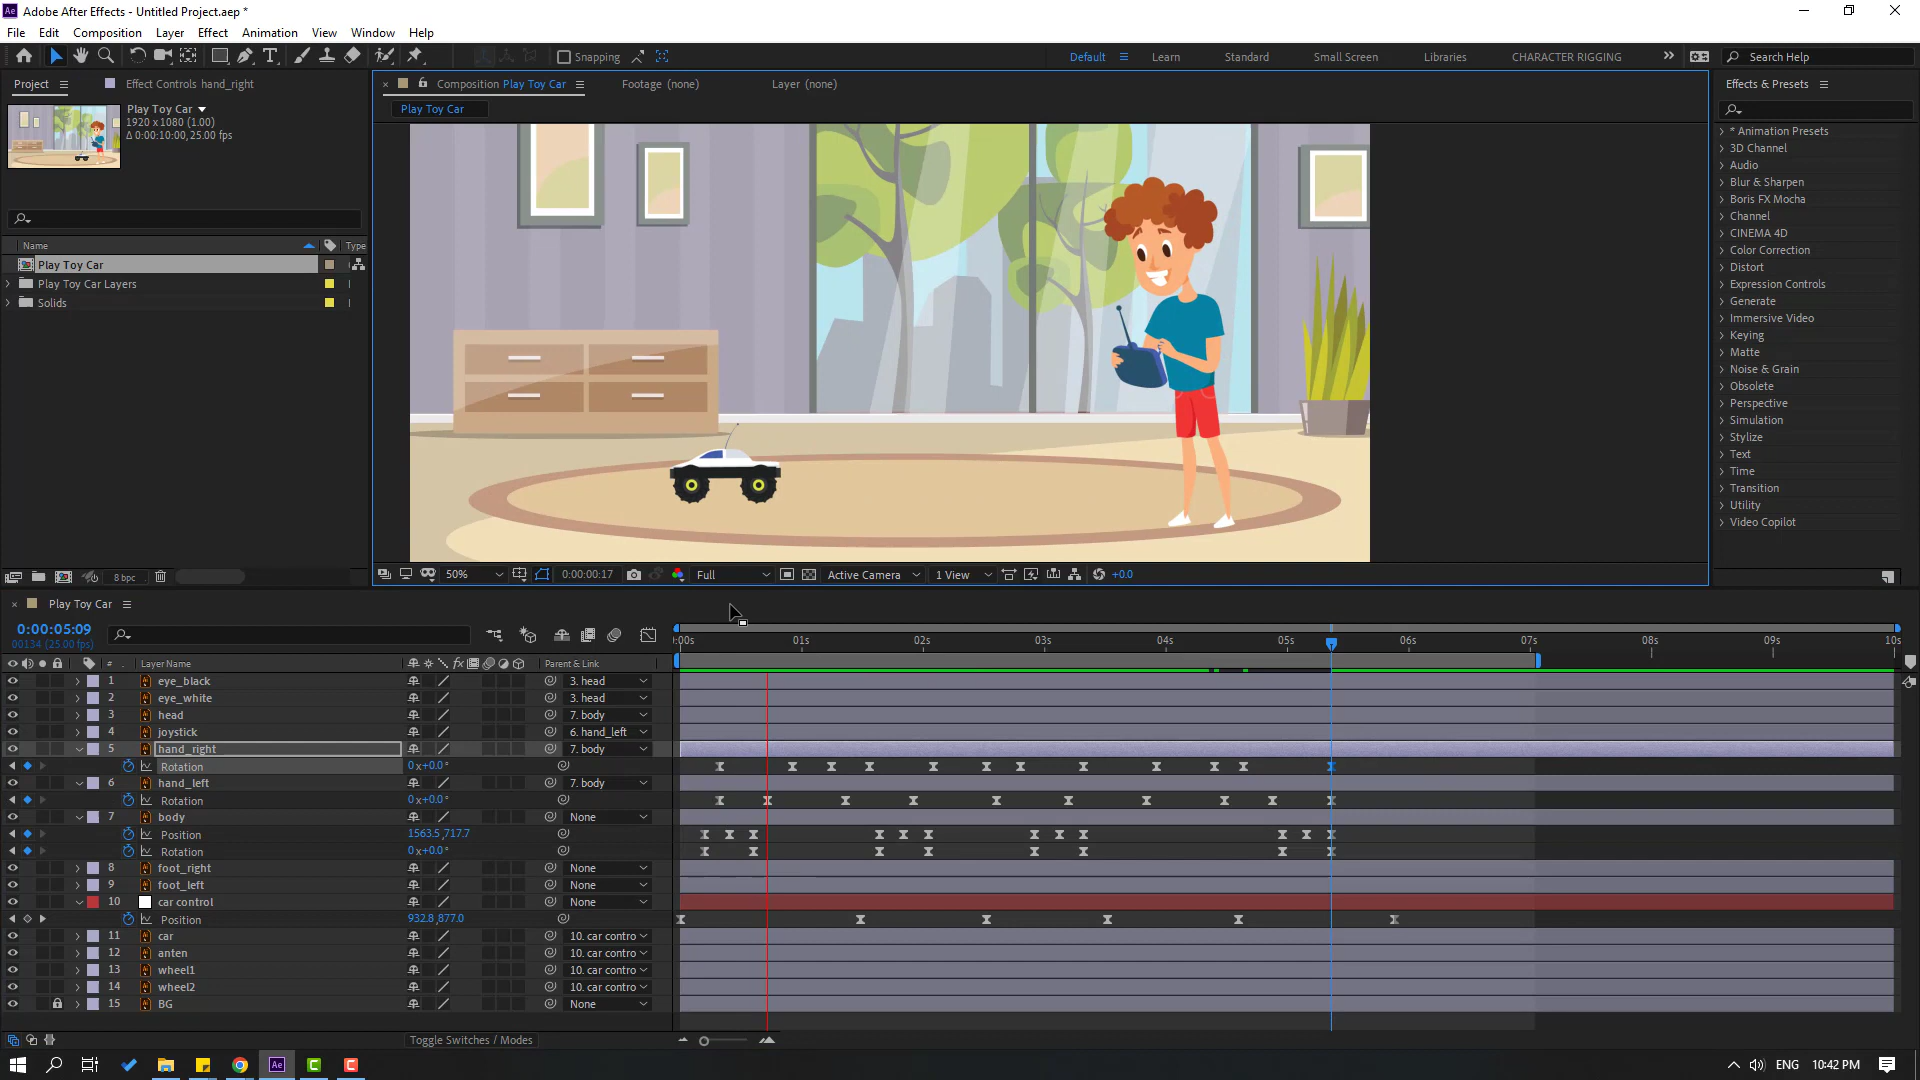 Adobe After Effects - Untitled Project.aep *
File Edit Composition Layer Effect Animation View Window Help
Snapping
Default Learn Standard Small Screen Libraries CHARACTER RIGGING Search Help
Project Effect Controls hand_right
Composition Play Toy Car Footage (none) Layer (none)
Effects & Presets
Play Toy Car
1920 x 1080 (1.00)
Δ 0:00:10:00, 25.00 fps
Play Toy Car
Name Type
Play Toy Car
Play Toy Car Layers
Solids
* Animation Presets
3D Channel
Audio
Blur & Sharpen
Boris FX Mocha
Channel
CINEMA 4D
Color Correction
Distort
Expression Controls
Generate
Immersive Video
Keying
Matte
Noise & Grain
Obsolete
Perspective
Simulation
Stylize
Text
Time
Transition
Utility
Video Copilot
8 bpc
50% 0:00:00:17 Full Active Camera 1 View +0.0
Play Toy Car
0:00:05:09
00134 (25.00 fps)
:00s 01s 02s 03s 04s 05s 06s 07s 08s 09s 10s
# Layer Name fx Parent & Link
1 eye_black 3. head
2 eye_white 3. head
3 head 7. body
4 joystick 6. hand_left
5 hand_right 7. body
Rotation 0x+0.0°
6 hand_left 7. body
Rotation 0x+0.0°
7 body None
Position 1563.5,717.7
Rotation 0x+0.0°
8 foot_right None
9 foot_left None
10 car control None
Position 932.8,877.0
11 car 10. car contro
12 anten 10. car contro
13 wheel1 10. car contro
14 wheel2 10. car contro
15 BG None
Toggle Switches / Modes
ENG 10:42 PM